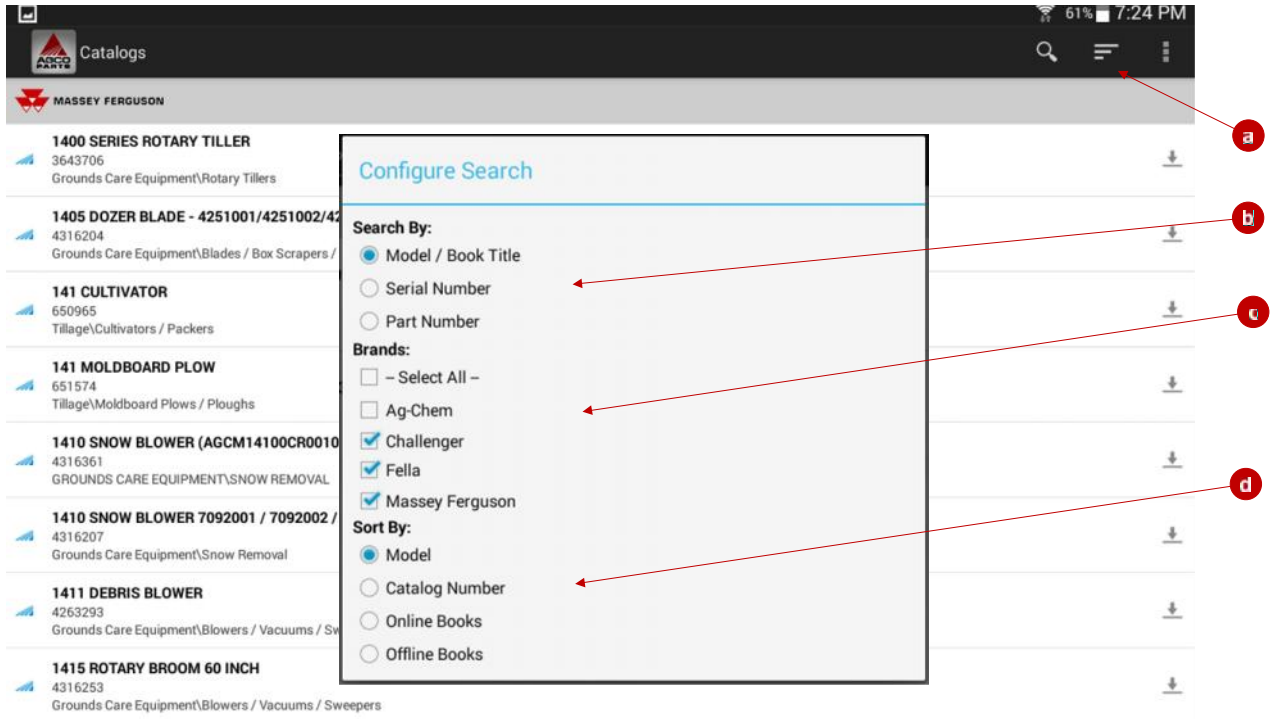 61% 7:24 PM
AGCO PARTS Catalogs
MASSEY FERGUSON
a
1400 SERIES ROTARY TILLER
3643706
Grounds Care Equipment\Rotary Tillers
1405 DOZER BLADE - 4251001/4251002/42
4316204
Grounds Care Equipment\Blades / Box Scrapers /
141 CULTIVATOR
650965
Tillage\Cultivators / Packers
141 MOLDBOARD PLOW
651574
Tillage\Moldboard Plows / Ploughs
1410 SNOW BLOWER (AGCM14100CR0010
4316361
GROUNDS CARE EQUIPMENT\SNOW REMOVAL
1410 SNOW BLOWER 7092001 / 7092002 /
4316207
Grounds Care Equipment\Snow Removal
1411 DEBRIS BLOWER
4263293
Grounds Care Equipment\Blowers / Vacuums / Sw
1415 ROTARY BROOM 60 INCH
4316253
Grounds Care Equipment\Blowers / Vacuums / Sweepers
Configure Search
Search By:
Model / Book Title
Serial Number
Part Number
Brands:
– Select All –
Ag-Chem
Challenger
Fella
Massey Ferguson
Sort By:
Model
Catalog Number
Online Books
Offline Books
b
c
d